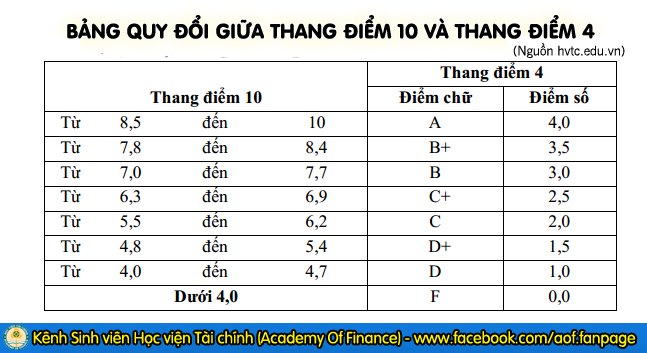 BẢNG QUY ĐỔI GIỮA THANG ĐIỂM 10 VÀ THANG ĐIỂM 4
(Nguồn hvtc.edu.vn)
Thang điểm 10 Thang điểm 4
Điểm chữ Điểm số
Từ 8,5 đến 10 A 4,0
Từ 7,8 đến 8,4 B+ 3,5
Từ 7,0 đến 7,7 B 3,0
Từ 6,3 đến 6,9 C+ 2,5
Từ 5,5 đến 6,2 C 2,0
Từ 4,8 đến 5,4 D+ 1,5
Từ 4,0 đến 4,7 D 1,0
Dưới 4,0 F 0,0
Kênh Sinh viên Học viện Tài chính (Academy Of Finance) - www.facebook.com/aof.fanpage